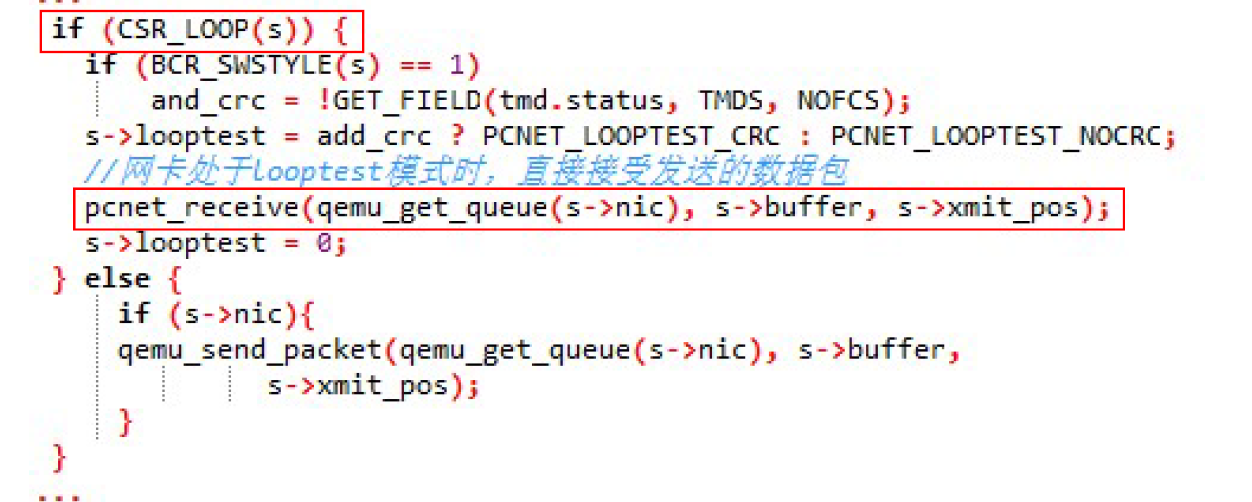 ...
if (CSR_LOOP(s)) {
if (BCR_SWSTYLE(s) == 1)
and_crc = !GET_FIELD(tmd.status, TMDS, NOFCS);
s->looptest = add_crc ? PCNET_LOOPTEST_CRC : PCNET_LOOPTEST_NOCRC;
//网卡处于looptest模式时，直接接受发送的数据包
pcnet_receive(qemu_get_queue(s->nic), s->buffer, s->xmit_pos);
s->looptest = 0;
} else {
if (s->nic){
qemu_send_packet(qemu_get_queue(s->nic), s->buffer,
s->xmit_pos);
}
}
...